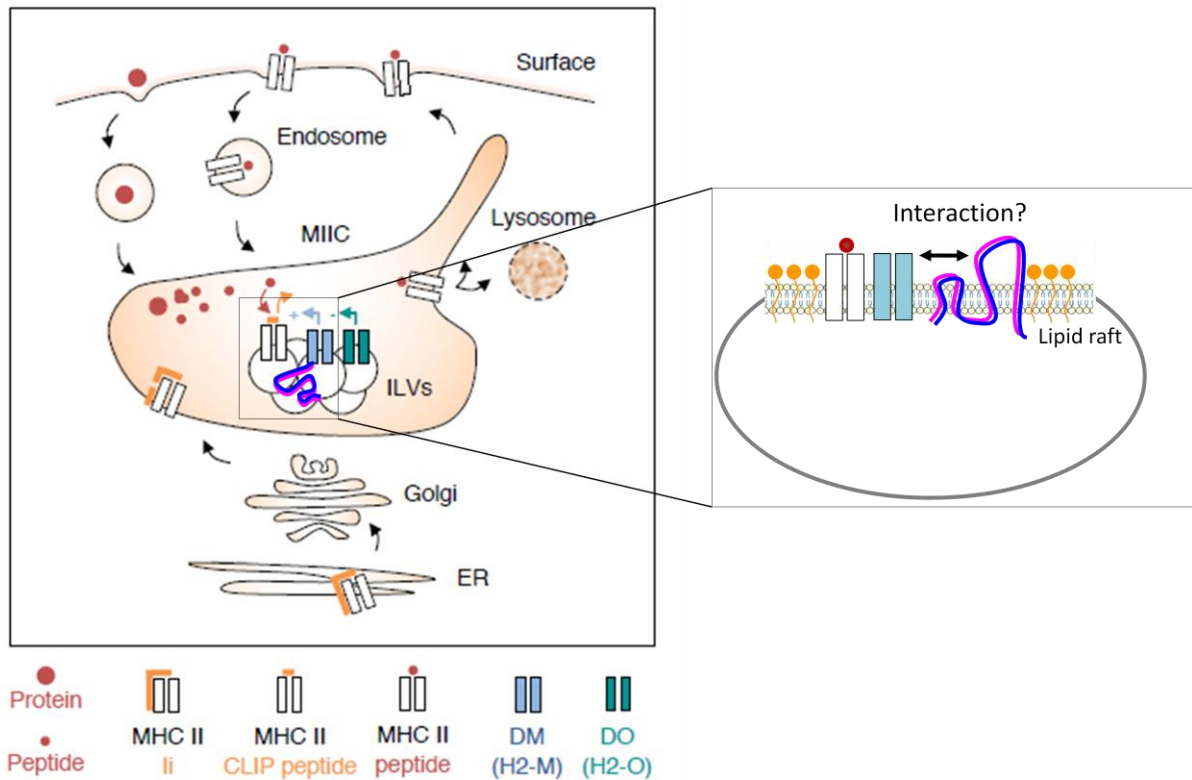 Surface
Endosome
MIIC
Lysosome
+
-
ILVs
Golgi
ER
Interaction?
Lipid raft
Protein
Peptide
MHC II
Ii
MHC II
CLIP peptide
MHC II
peptide
DM
(H2-M)
DO
(H2-O)